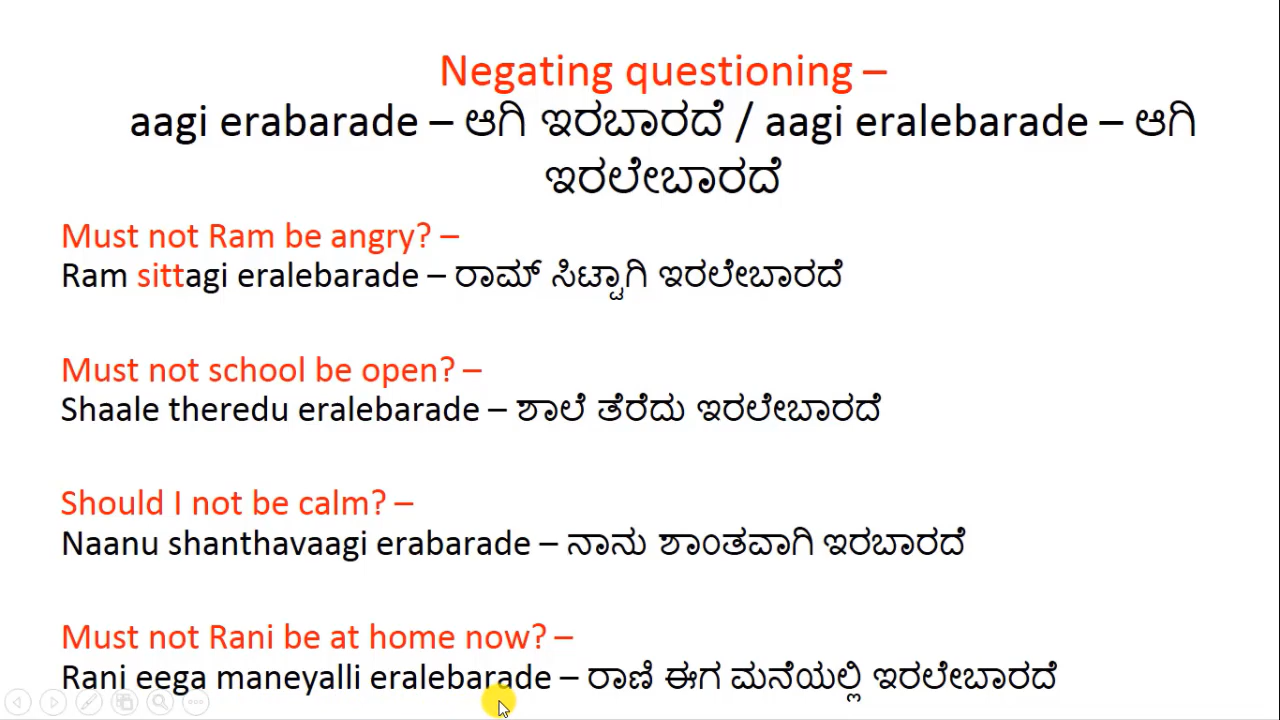 Negating questioning –
aagi erabarade – ಆಗಿ ಇರಬಾರದೆ / aagi eralebarade – ಆಗಿ
ಇರಲೇಬಾರದೆ
Must not Ram be angry? –
Ram sittagi eralebarade – ರಾಮ್ ಸಿಟ್ಟಾಗಿ ಇರಲೇಬಾರದೆ
Must not school be open? –
Shaale theredu eralebarade – ಶಾಲೆ ತೆರೆದು ಇರಲೇಬಾರದೆ
Should I not be calm? –
Naanu shanthavaagi erabarade – ನಾನು ಶಾಂತವಾಗಿ ಇರಬಾರದೆ
Must not Rani be at home now? –
Rani eega maneyalli eralebarade – ರಾಣಿ ಈಗ ಮನೆಯಲ್ಲಿ ಇರಲೇಬಾರದೆ